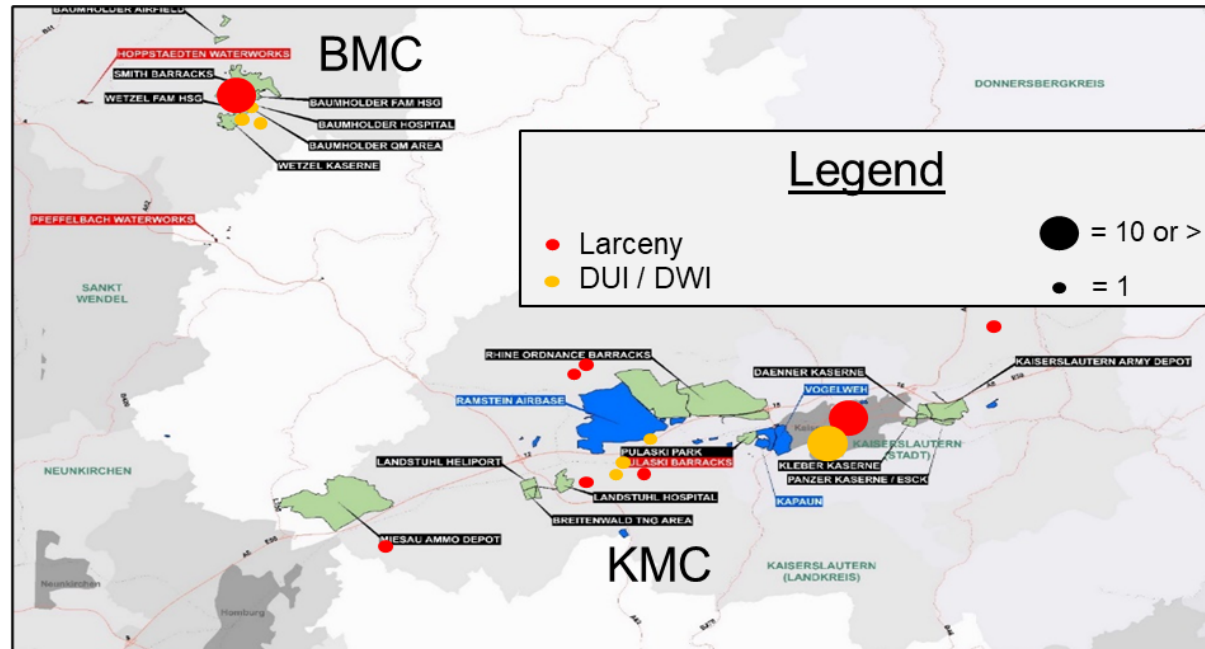 BAUMHOLDER AIRFIELD
B41
BMC
HOPPSTAEDTEN WATERWORKS
SMITH BARRACKS
WETZEL FAM HSG
BAUMHOLDER FAM HSG
BAUMHOLDER HOSPITAL
BAUMHOLDER QM AREA
WETZEL KASERNE
DONNERSBERGKREIS
Legend
Larceny
= 10 or >
DUI / DWI
= 1
PFEFFELBACH WATERWORKS
SANKT
WENDEL
RHINE ORDNANCE BARRACKS
DAENNER KASERNE
KAISERSLAUTERN ARMY DEPOT
RAMSTEIN AIRBASE
VOGELWEH
PULASKI PARK
PULASKI BARRACKS
KAISERSLAUTERN
(STADT)
KLEBER KASERNE
PANZER KASERNE / ESCK
NEUNKIRCHEN
LANDSTUHL HELIPORT
LANDSTUHL HOSPITAL
KAPAUN
BREITENWALD TNG AREA
MIESAU AMMO DEPOT
KMC
KAISERSLAUTERN
(LANDKREIS)
Neunkirchen
Homburg